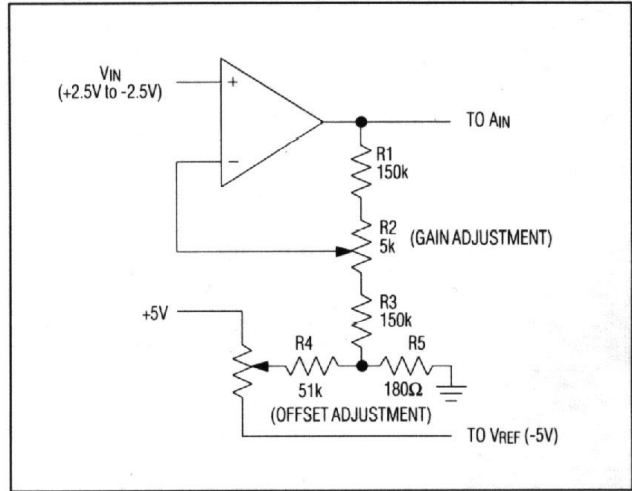 VIN
(+2.5V to -2.5V)
+
−
TO AIN
R1
150k
R2
5k
(GAIN ADJUSTMENT)
R3
150k
+5V
R4
51k
R5
180Ω
(OFFSET ADJUSTMENT)
TO VREF (-5V)